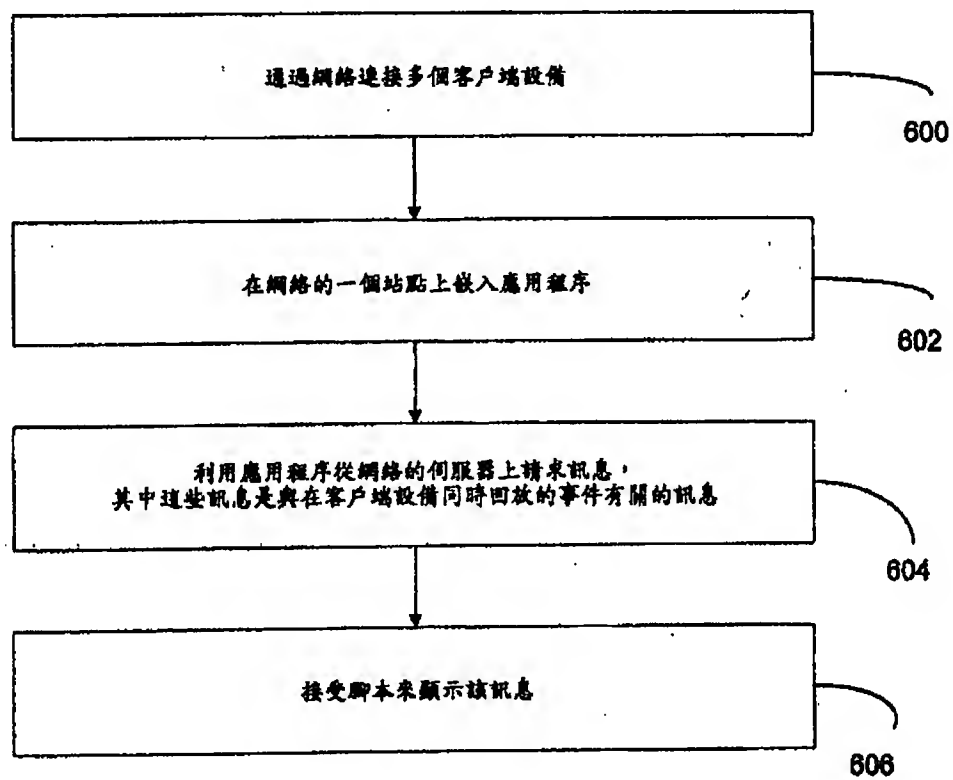 通過網絡連接多個客戶端設備
600
在網絡的一個站點上嵌入應用程序
602
利用應用程序從網絡的伺服器上請求訊息，
其中這些訊息是與在客戶端設備同時回放的事件有關的訊息
604
接受腳本來顯示該訊息
606